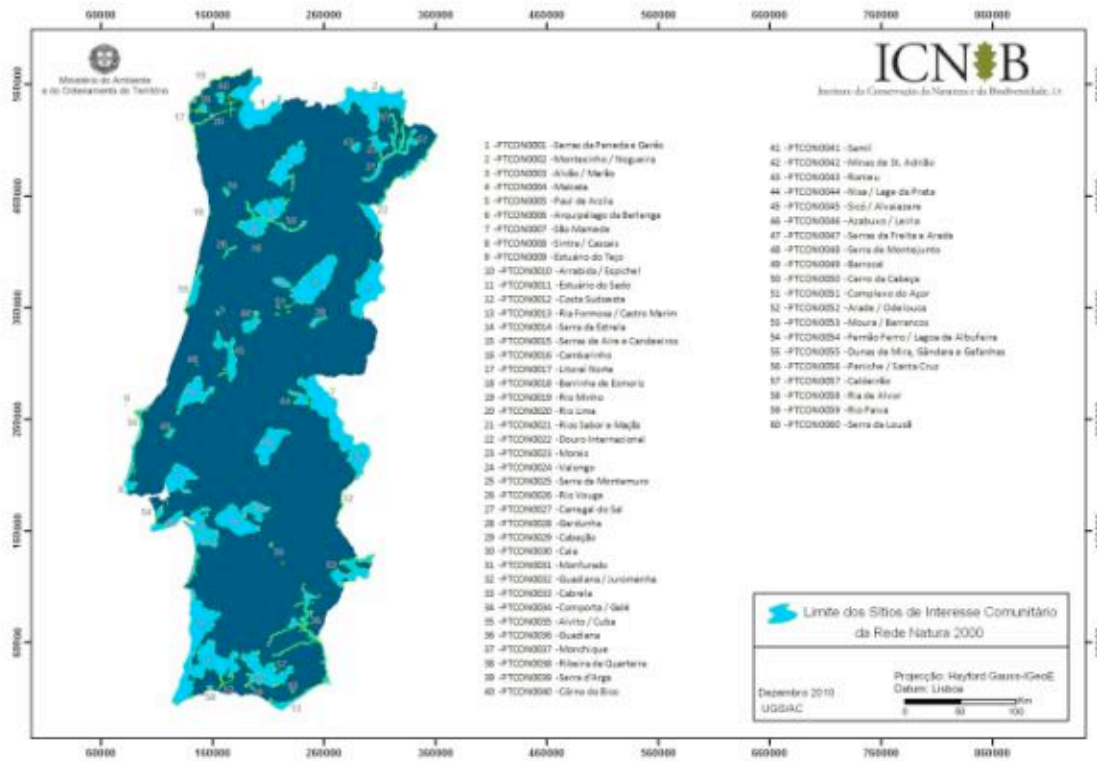 60000 160000 260000 360000 460000 560000 660000 760000 860000
Ministério do Ambiente
e do Ordenamento do Território
ICNB
Instituto da Conservação da Natureza e da Biodiversidade, I.P.
1 -PTCON0001 -Serras da Peneda e Gerês
2 -PTCON0002 -Montesinho / Nogueira
3 -PTCON0003 -Alvão / Marão
4 -PTCON0004 -Malcata
5 -PTCON0005 -Paul de Arzila
6 -PTCON0006 -Arquipélago da Berlenga
7 -PTCON0007 -São Mamede
8 -PTCON0008 -Sintra / Cascais
9 -PTCON0009 -Estuário do Tejo
10 -PTCON0010 -Arrábida / Espichel
11 -PTCON0011 -Estuário do Sado
12 -PTCON0012 -Costa Sudoeste
13 -PTCON0013 -Ria Formosa / Castro Marim
14 -PTCON0014 -Serra da Estrela
15 -PTCON0015 -Serras de Aire e Candeeiros
16 -PTCON0016 -Cambarinho
17 -PTCON0017 -Litoral Norte
18 -PTCON0018 -Barrinha de Esmoriz
19 -PTCON0019 -Rio Minho
20 -PTCON0020 -Rio Lima
21 -PTCON0021 -Rios Sabor e Maçãs
22 -PTCON0022 -Douro Internacional
23 -PTCON0023 -Morais
24 -PTCON0024 -Valongo
25 -PTCON0025 -Serra de Montemuro
26 -PTCON0026 -Rio Vouga
27 -PTCON0027 -Carregal do Sal
28 -PTCON0028 -Gardunha
29 -PTCON0029 -Cabeção
30 -PTCON0030 -Caia
31 -PTCON0031 -Monfurado
32 -PTCON0032 -Guadiana / Juromenha
33 -PTCON0033 -Cabrela
34 -PTCON0034 -Comporta / Galé
35 -PTCON0035 -Alvito / Cuba
36 -PTCON0036 -Guadiana
37 -PTCON0037 -Monchique
38 -PTCON0038 -Ribeira de Quarteira
39 -PTCON0039 -Serra d'Arga
40 -PTCON0040 -Côrno do Bico
41 -PTCON0041 -Samil
42 -PTCON0042 -Minas de St. Adrião
43 -PTCON0043 -Romeu
44 -PTCON0044 -Nisa / Lage da Prata
45 -PTCON0045 -Sicó / Alvaiazere
46 -PTCON0046 -Azabuxo / Leiria
47 -PTCON0047 -Serras da Freita e Arada
48 -PTCON0048 -Serra de Montejunto
49 -PTCON0049 -Barrocal
50 -PTCON0050 -Cerro da Cabeça
51 -PTCON0051 -Complexo do Açor
52 -PTCON0052 -Arade / Odelouca
53 -PTCON0053 -Moura / Barrancos
54 -PTCON0054 -Fernão Ferro / Lagoa de Albufeira
55 -PTCON0055 -Dunas de Mira, Gândara e Gafanhas
56 -PTCON0056 -Peniche / Santa Cruz
57 -PTCON0057 -Caldeirão
58 -PTCON0058 -Ria de Alvor
59 -PTCON0059 -Rio Paiva
60 -PTCON0060 -Serra da Lousã
Limite dos Sítios de Interesse Comunitário
da Rede Natura 2000
Dezembro 2010
UGGIAC
Projecção: Hayford Gauss-IGeoE
Datum: Lisboa
Km
0 50 100
60000 160000 260000 360000 460000 560000 660000 760000 860000